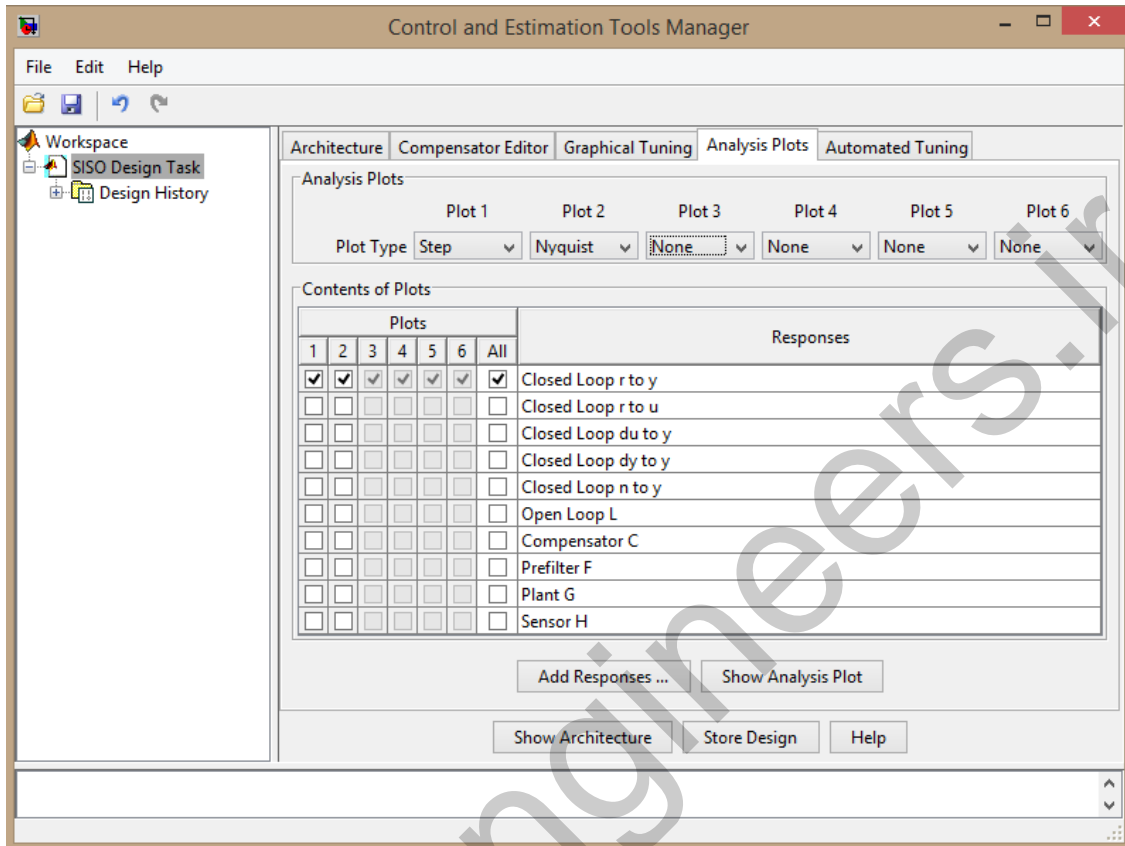 Control and Estimation Tools Manager
File Edit Help
Workspace
SISO Design Task
Design History
Architecture Compensator Editor Graphical Tuning Analysis Plots Automated Tuning
Analysis Plots
Plot 1 Plot 2 Plot 3 Plot 4 Plot 5 Plot 6
Plot Type Step Nyquist None None None None
Contents of Plots
Plots
Responses
1 2 3 4 5 6 All
Closed Loop r to y
Closed Loop r to u
Closed Loop du to y
Closed Loop dy to y
Closed Loop n to y
Open Loop L
Compensator C
Prefilter F
Plant G
Sensor H
Add Responses ... Show Analysis Plot
Show Architecture Store Design Help
ngineers.ir